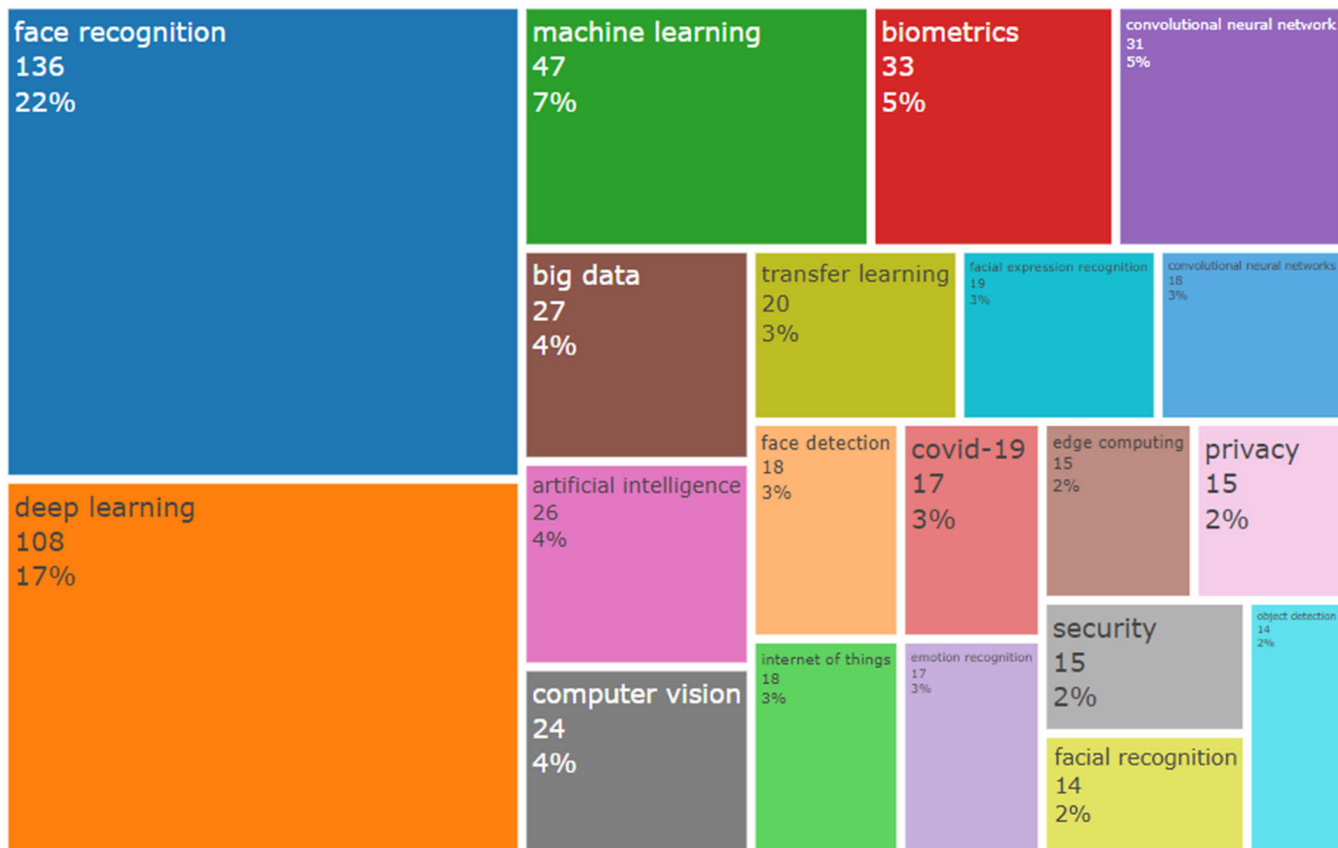 face recognition
136
22%
deep learning
108
17%
machine learning
47
7%
biometrics
33
5%
convolutional neural network
31
5%
big data
27
4%
artificial intelligence
26
4%
computer vision
24
4%
transfer learning
20
3%
facial expression recognition
19
3%
convolutional neural networks
18
3%
face detection
18
3%
internet of things
18
3%
covid-19
17
3%
emotion recognition
17
3%
edge computing
15
2%
privacy
15
2%
security
15
2%
facial recognition
14
2%
object detection
14
2%